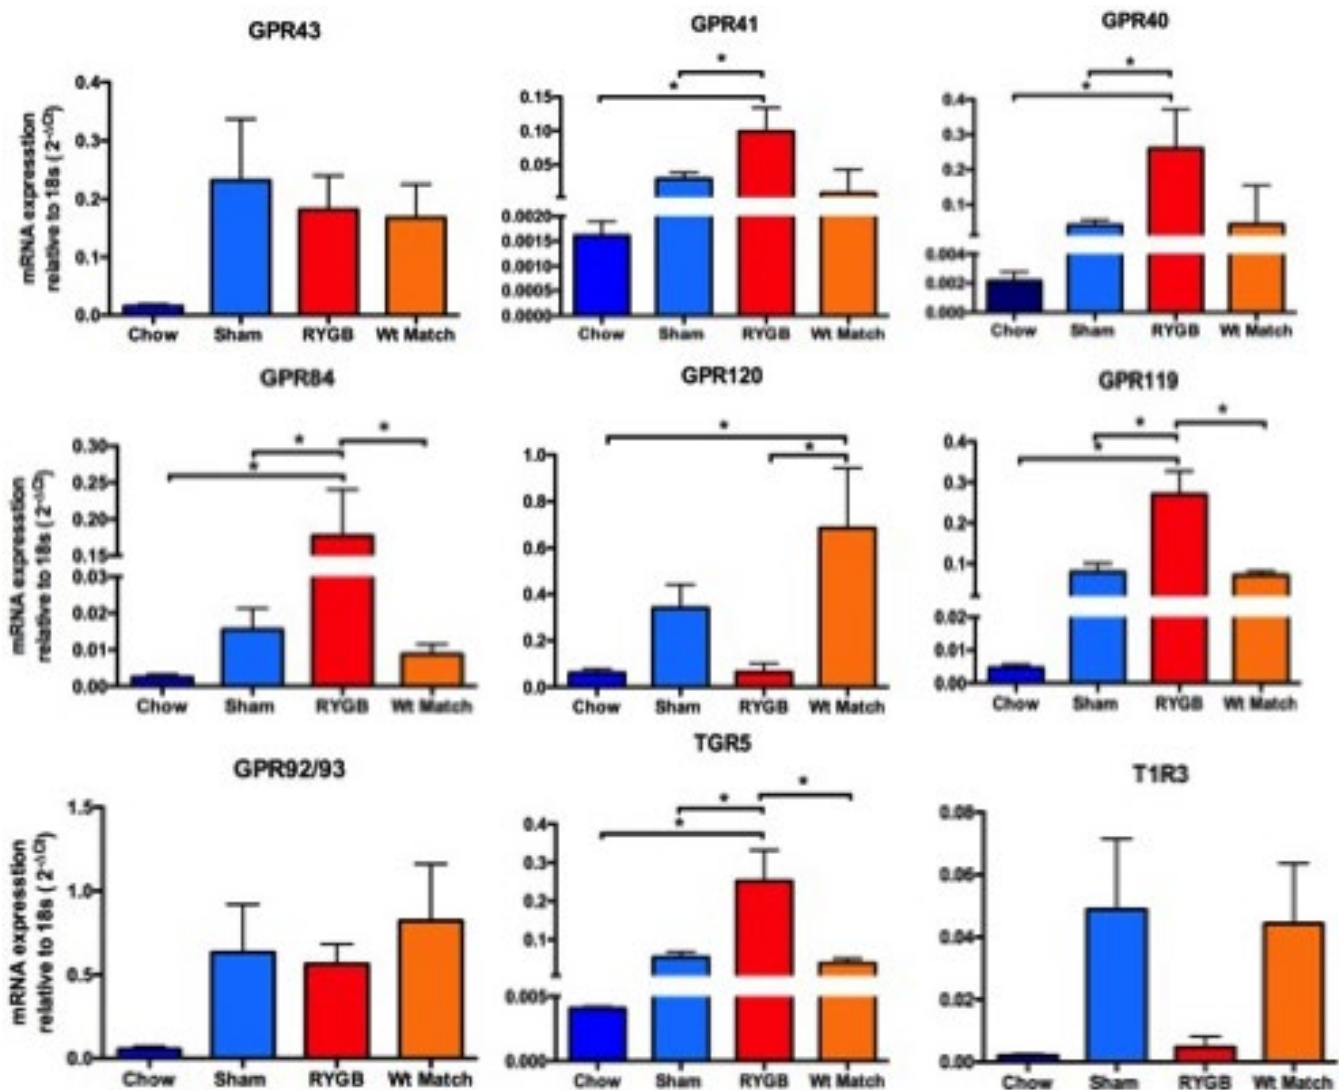 GPR43
GPR41
GPR40
mRNA expresstion
relative to 18s ( 2^-ΔCt)
0.4
0.3
0.2
0.1
0.0
Chow Sham RYGB Wt Match
* *
0.15
0.10
0.05
0.0020
0.0015
0.0010
0.0005
0.0000
Chow Sham RYGB Wt Match
* *
0.4
0.3
0.2
0.1
0.004
0.002
0.000
Chow Sham RYGB Wt Match
GPR84
GPR120
GPR119
mRNA expresstion
relative to 18s ( 2^-ΔCt)
* * *
0.30
0.25
0.20
0.15
0.03
0.02
0.01
0.00
Chow Sham RYGB Wt Match
* *
1.0
0.8
0.6
0.4
0.2
0.0
Chow Sham RYGB Wt Match
* * *
0.4
0.3
0.2
0.1
0.02
0.01
0.00
Chow Sham RYGB Wt Match
GPR92/93
TGR5
T1R3
mRNA expresstion
relative to 18s ( 2^-ΔCt)
1.5
1.0
0.5
0.0
Chow Sham RYGB Wt Match
* * *
0.4
0.3
0.2
0.1
0.005
0.000
Chow Sham RYGB Wt Match
0.08
0.06
0.04
0.02
0.00
Chow Sham RYGB Wt Match